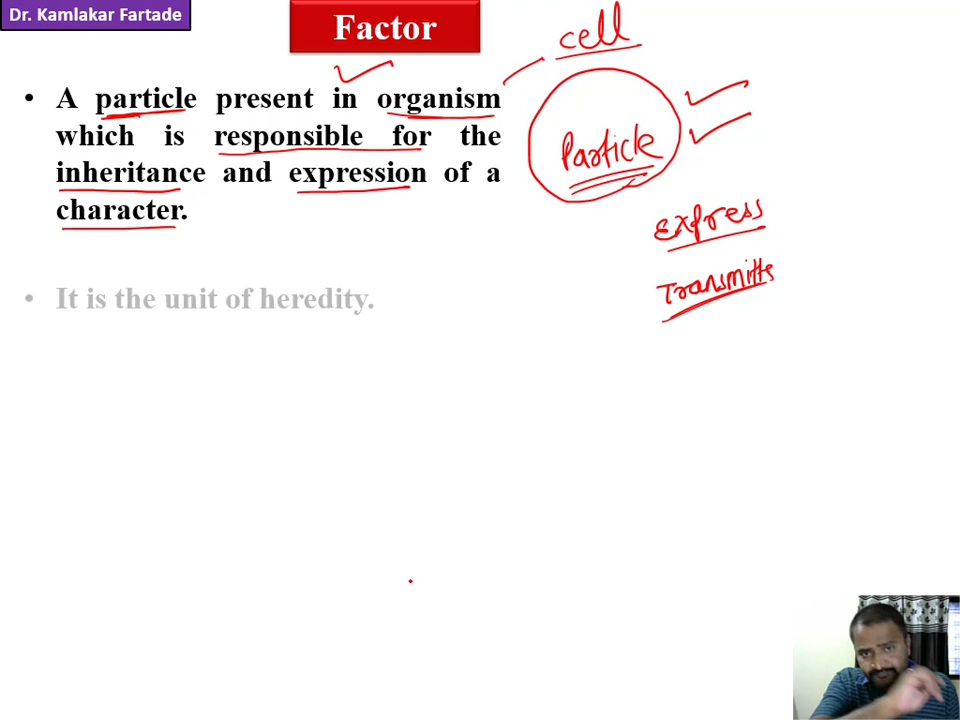 Dr. Kamlakar Fartade
Factor
cell
• A particle present in organism
which is responsible for the
inheritance and expression of a
character.
Particle
Express
Transmitts
• It is the unit of heredity.